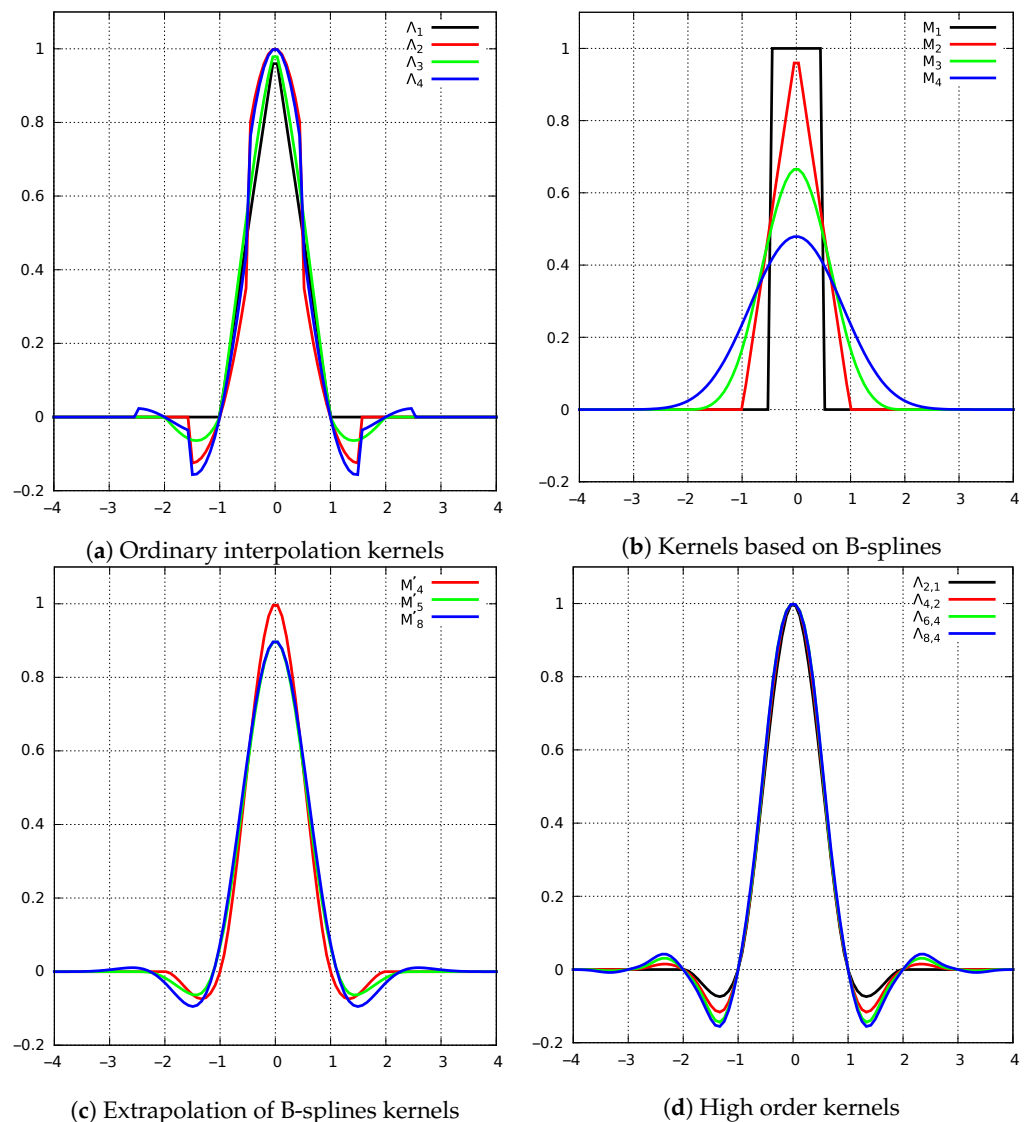 Λ1
Λ2
Λ3
Λ4
1
0.8
0.6
0.4
0.2
0
−0.2
−4 −3 −2 −1 0 1 2 3 4
(a) Ordinary interpolation kernels
M1
M2
M3
M4
1
0.8
0.6
0.4
0.2
0
−0.2
−4 −3 −2 −1 0 1 2 3 4
(b) Kernels based on B-splines
M'4
M'5
M'8
1
0.8
0.6
0.4
0.2
0
−0.2
−4 −3 −2 −1 0 1 2 3 4
(c) Extrapolation of B-splines kernels
Λ2,1
Λ4,2
Λ6,4
Λ8,4
1
0.8
0.6
0.4
0.2
0
−0.2
−4 −3 −2 −1 0 1 2 3 4
(d) High order kernels